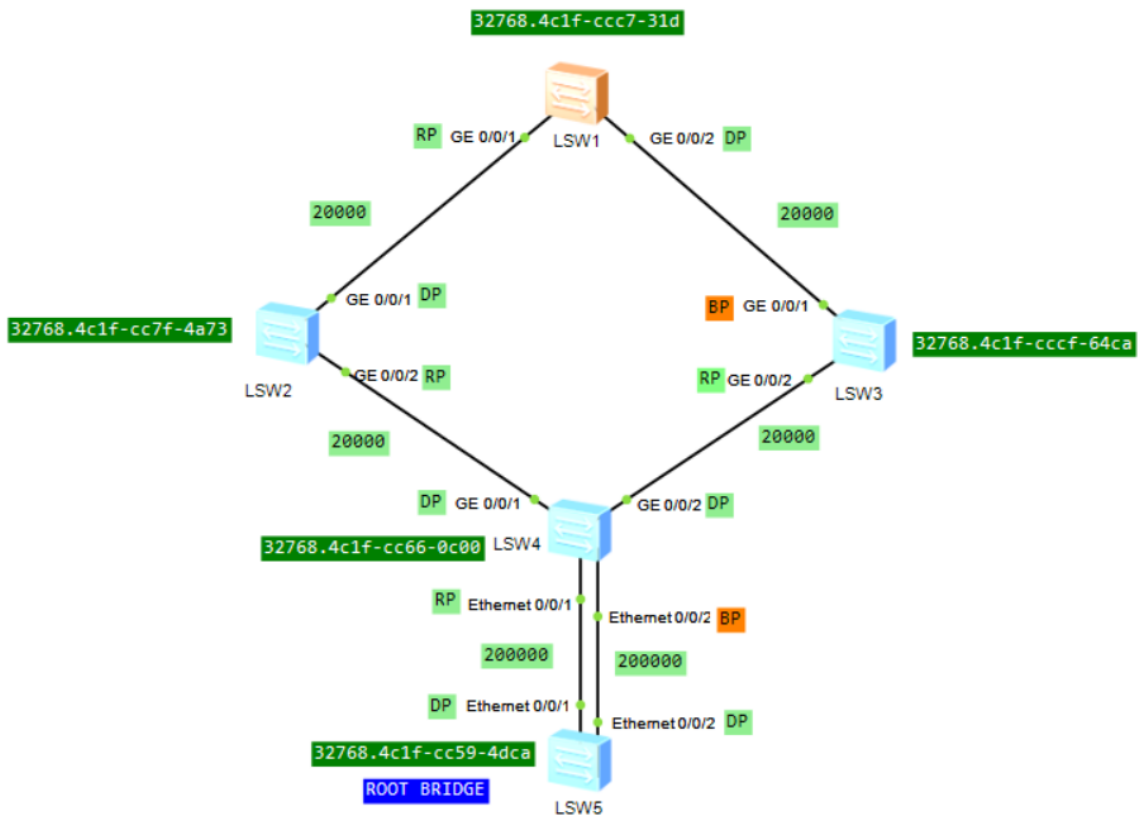 32768.4c1f-ccc7-31d
LSW1
RP GE 0/0/1
GE 0/0/2 DP
20000
20000
GE 0/0/1 DP
BP GE 0/0/1
32768.4c1f-cc7f-4a73
32768.4c1f-cccf-64ca
LSW2
GE 0/0/2 RP
RP GE 0/0/2
LSW3
20000
20000
DP GE 0/0/1
GE 0/0/2 DP
32768.4c1f-cc66-0c00
LSW4
RP Ethernet 0/0/1
Ethernet 0/0/2 BP
200000
200000
DP Ethernet 0/0/1
Ethernet 0/0/2 DP
32768.4c1f-cc59-4dca
ROOT BRIDGE
LSW5